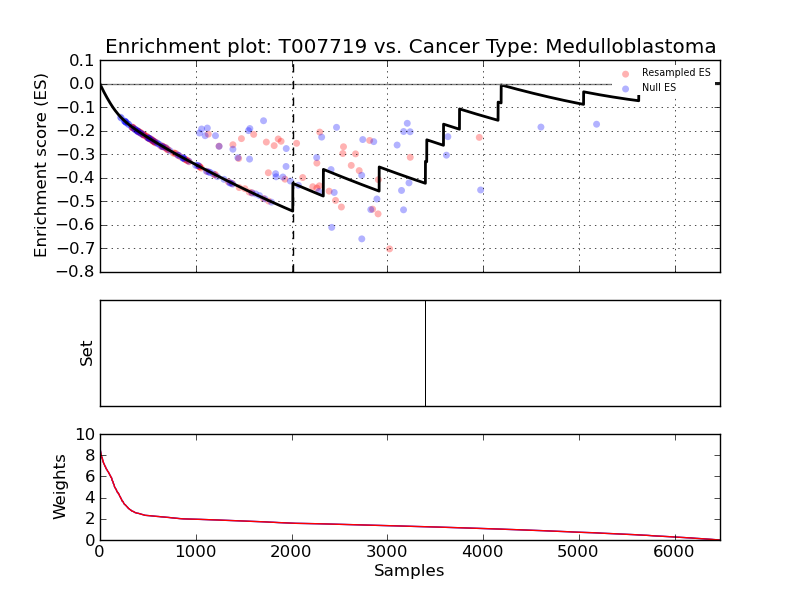 Enrichment plot: T007719 vs. Cancer Type: Medulloblastoma
Enrichment score (ES)
0.1
0.0
−0.1
−0.2
−0.3
−0.4
−0.5
−0.6
−0.7
−0.8
Resampled ES
Null ES
Set
Weights
10
8
6
4
2
0
0 1000 2000 3000 4000 5000 6000
Samples